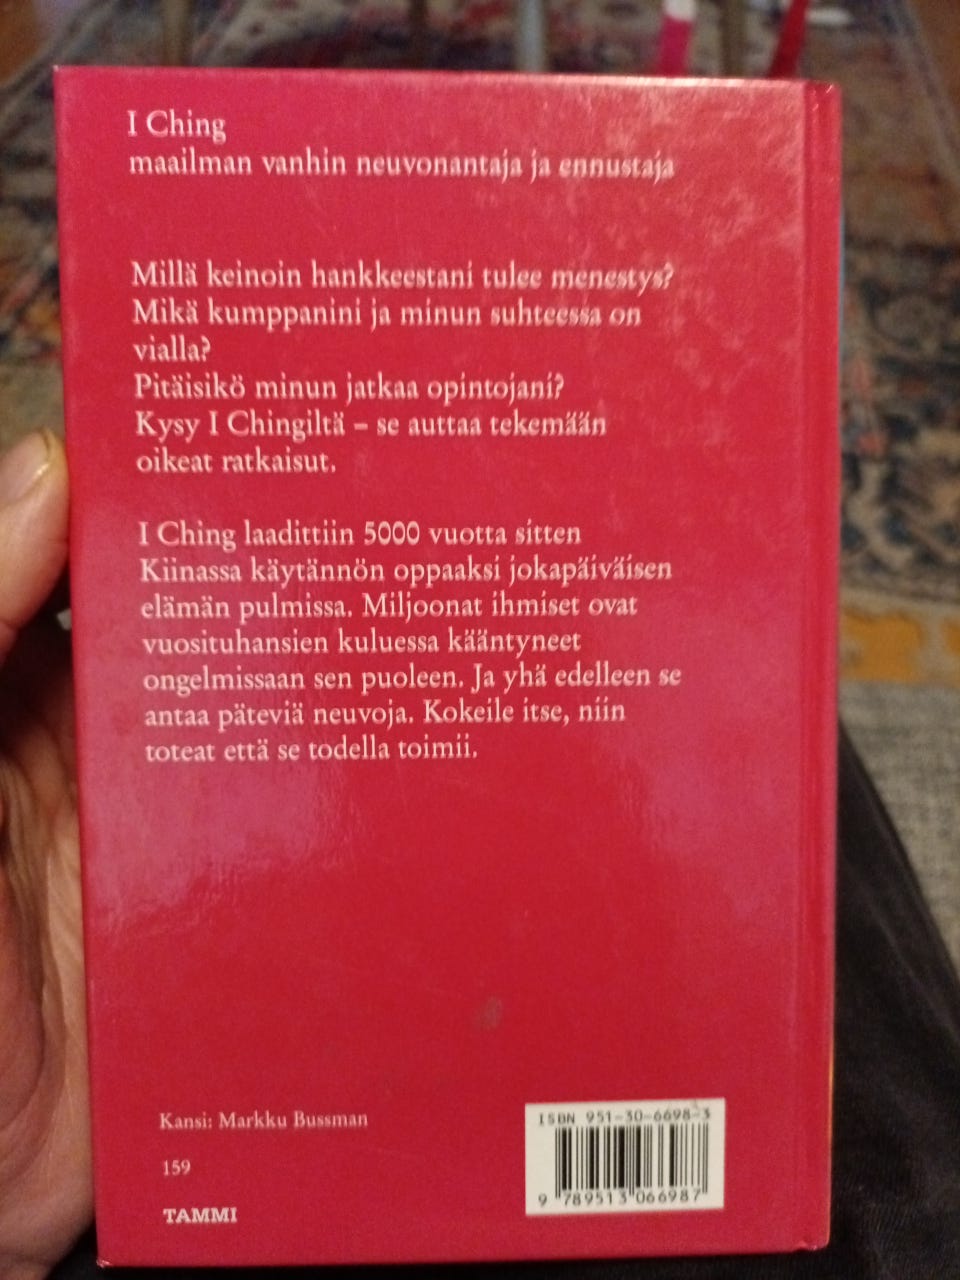 I Ching
maailman vanhin neuvonantaja ja ennustaja
Millä keinoin hankkeestani tulee menestys?
Mikä kumppanini ja minun suhteessa on
vialla?
Pitäisikö minun jatkaa opintojani?
Kysy I Chingiltä – se auttaa tekemään
oikeat ratkaisut.
I Ching laadittiin 5000 vuotta sitten
Kiinassa käytännön oppaaksi jokapäiväisen
elämän pulmissa. Miljoonat ihmiset ovat
vuosituhansien kuluessa kääntyneet
ongelmissaan sen puoleen. Ja yhä edelleen se
antaa päteviä neuvoja. Kokeile itse, niin
toteat että se todella toimii.
Kansi: Markku Bussman
159
TAMMI
ISBN 951-30-6698-3
9 789513 066987